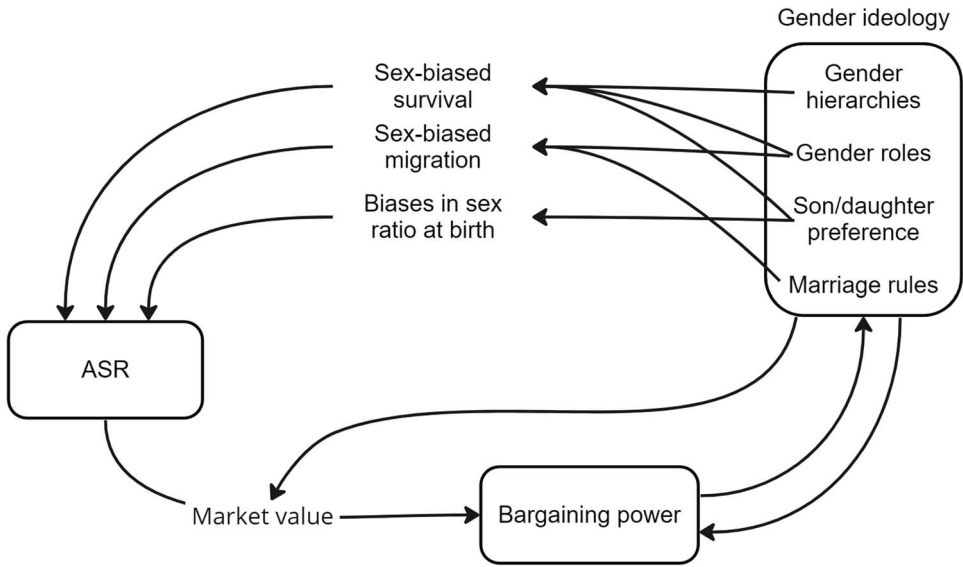 Gender ideology
Sex-biased
survival
Sex-biased
migration
Biases in sex
ratio at birth
Gender
hierarchies
Gender roles
Son/daughter
preference
Marriage rules
ASR
Market value
Bargaining power